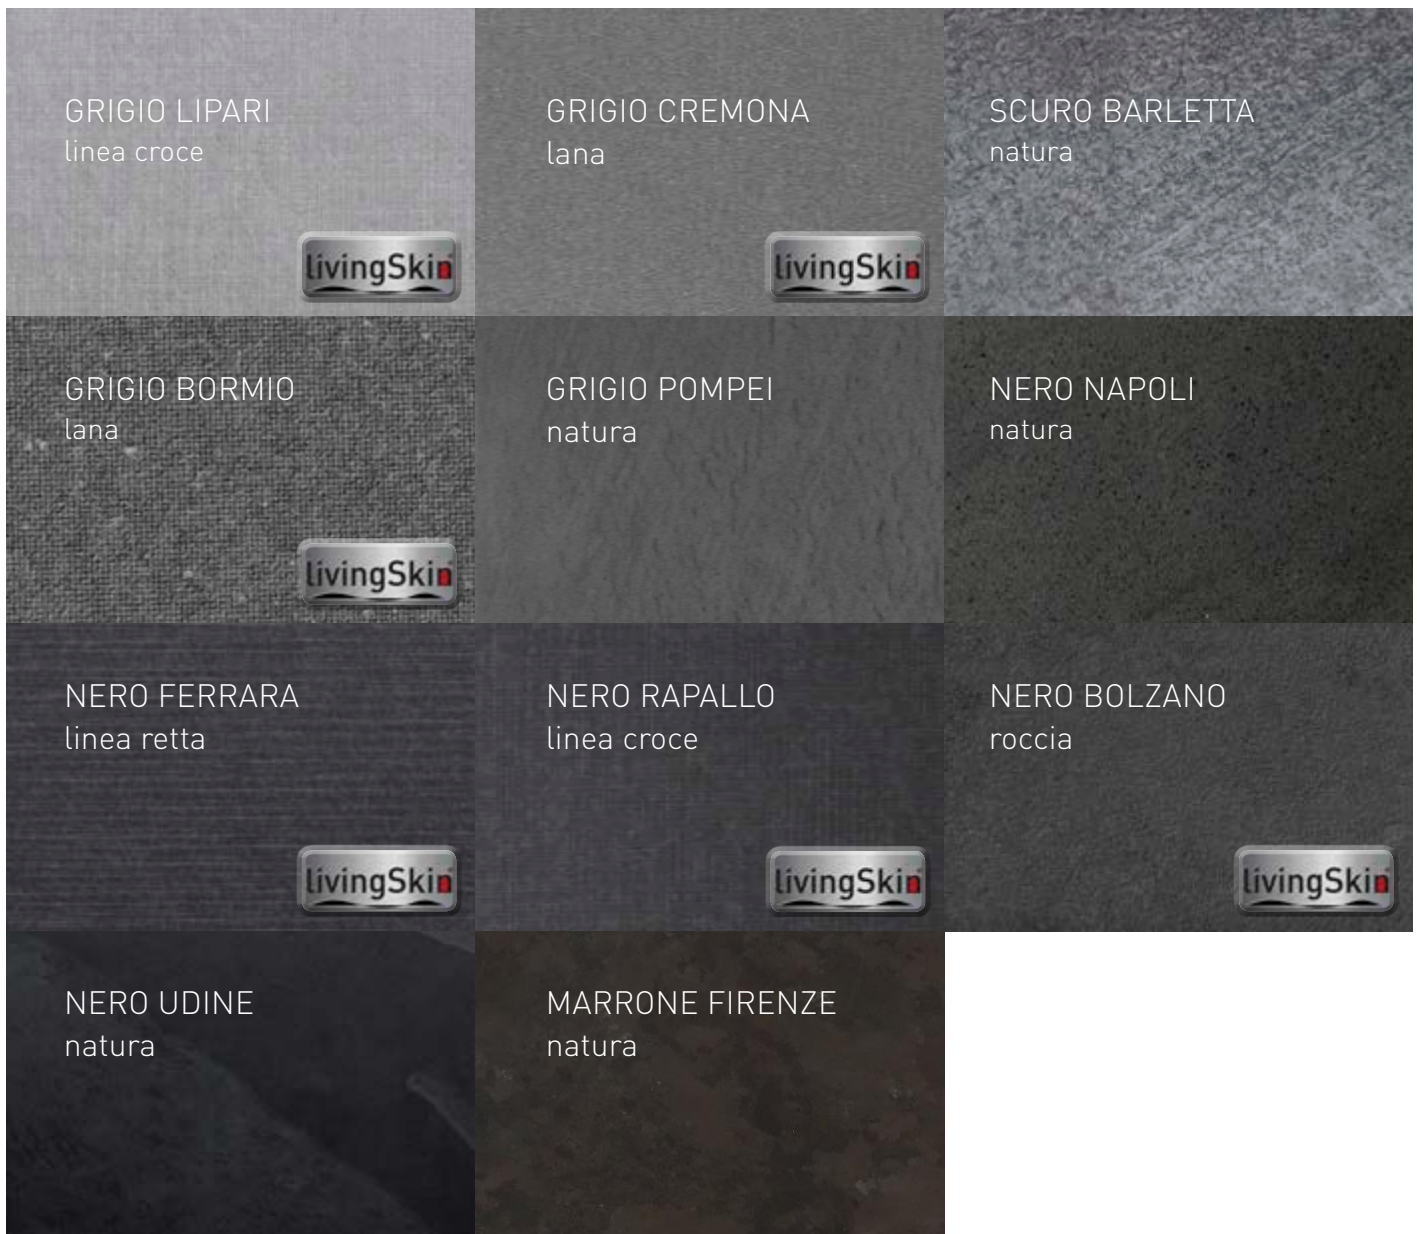 GRIGIO LIPARI
linea croce
livingSkin
GRIGIO CREMONA
lana
livingSkin
SCURO BARLETTA
natura
GRIGIO BORMIO
lana
livingSkin
GRIGIO POMPEI
natura
NERO NAPOLI
natura
NERO FERRARA
linea retta
livingSkin
NERO RAPALLO
linea croce
livingSkin
NERO BOLZANO
roccia
livingSkin
NERO UDINE
natura
MARRONE FIRENZE
natura